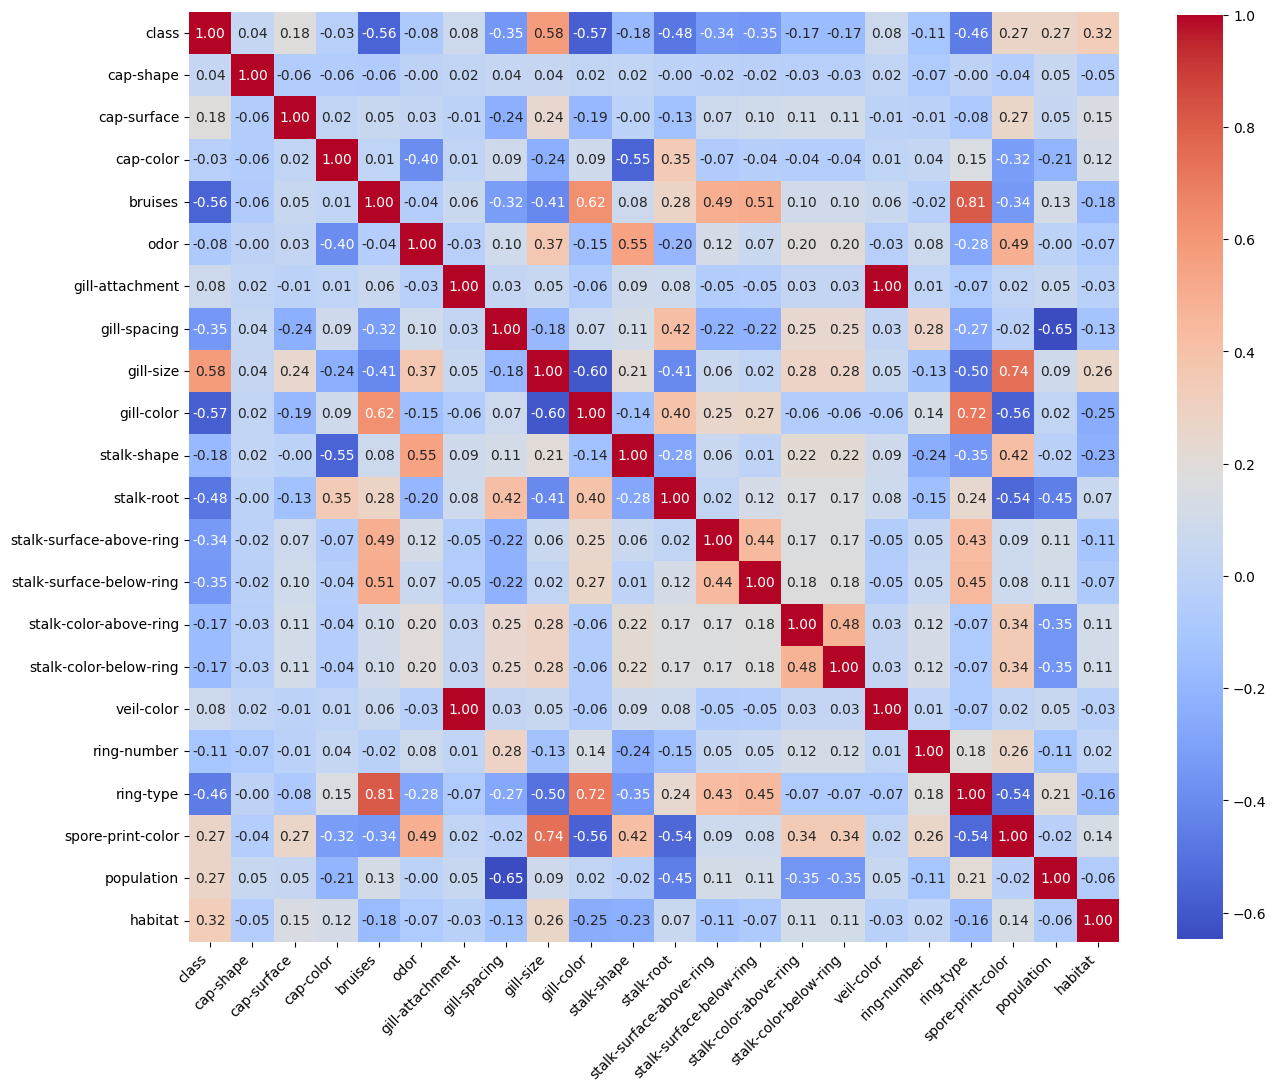 class 1.00 0.04 0.18 -0.03 -0.56 -0.08 0.08 -0.35 0.58 -0.57 -0.18 -0.48 -0.34 -0.35 -0.17 -0.17 0.08 -0.11 -0.46 0.27 0.27 0.32
cap-shape 0.04 1.00 -0.06 -0.06 -0.06 -0.00 0.02 0.04 0.04 0.02 0.02 -0.00 -0.02 -0.02 -0.03 -0.03 0.02 -0.07 -0.00 -0.04 0.05 -0.05
cap-surface 0.18 -0.06 1.00 0.02 0.05 0.03 -0.01 -0.24 0.24 -0.19 -0.00 -0.13 0.07 0.10 0.11 0.11 -0.01 -0.01 -0.08 0.27 0.05 0.15
cap-color -0.03 -0.06 0.02 1.00 0.01 -0.40 0.01 0.09 -0.24 0.09 -0.55 0.35 -0.07 -0.04 -0.04 -0.04 0.01 0.04 0.15 -0.32 -0.21 0.12
bruises -0.56 -0.06 0.05 0.01 1.00 -0.04 0.06 -0.32 -0.41 0.62 0.08 0.28 0.49 0.51 0.10 0.10 0.06 -0.02 0.81 -0.34 0.13 -0.18
odor -0.08 -0.00 0.03 -0.40 -0.04 1.00 -0.03 0.10 0.37 -0.15 0.55 -0.20 0.12 0.07 0.20 0.20 -0.03 0.08 -0.28 0.49 -0.00 -0.07
gill-attachment 0.08 0.02 -0.01 0.01 0.06 -0.03 1.00 0.03 0.05 -0.06 0.09 0.08 -0.05 -0.05 0.03 0.03 1.00 0.01 -0.07 0.02 0.05 -0.03
gill-spacing -0.35 0.04 -0.24 0.09 -0.32 0.10 0.03 1.00 -0.18 0.07 0.11 0.42 -0.22 -0.22 0.25 0.25 0.03 0.28 -0.27 -0.02 -0.65 -0.13
gill-size 0.58 0.04 0.24 -0.24 -0.41 0.37 0.05 -0.18 1.00 -0.60 0.21 -0.41 0.06 0.02 0.28 0.28 0.05 -0.13 -0.50 0.74 0.09 0.26
gill-color -0.57 0.02 -0.19 0.09 0.62 -0.15 -0.06 0.07 -0.60 1.00 -0.14 0.40 0.25 0.27 -0.06 -0.06 -0.06 0.14 0.72 -0.56 0.02 -0.25
stalk-shape -0.18 0.02 -0.00 -0.55 0.08 0.55 0.09 0.11 0.21 -0.14 1.00 -0.28 0.06 0.01 0.22 0.22 0.09 -0.24 -0.35 0.42 -0.02 -0.23
stalk-root -0.48 -0.00 -0.13 0.35 0.28 -0.20 0.08 0.42 -0.41 0.40 -0.28 1.00 0.02 0.12 0.17 0.17 0.08 -0.15 0.24 -0.54 -0.45 0.07
stalk-surface-above-ring -0.34 -0.02 0.07 -0.07 0.49 0.12 -0.05 -0.22 0.06 0.25 0.06 0.02 1.00 0.44 0.17 0.17 -0.05 0.05 0.43 0.09 0.11 -0.11
stalk-surface-below-ring -0.35 -0.02 0.10 -0.04 0.51 0.07 -0.05 -0.22 0.02 0.27 0.01 0.12 0.44 1.00 0.18 0.18 -0.05 0.05 0.45 0.08 0.11 -0.07
stalk-color-above-ring -0.17 -0.03 0.11 -0.04 0.10 0.20 0.03 0.25 0.28 -0.06 0.22 0.17 0.17 0.18 1.00 0.48 0.03 0.12 -0.07 0.34 -0.35 0.11
stalk-color-below-ring -0.17 -0.03 0.11 -0.04 0.10 0.20 0.03 0.25 0.28 -0.06 0.22 0.17 0.17 0.18 0.48 1.00 0.03 0.12 -0.07 0.34 -0.35 0.11
veil-color 0.08 0.02 -0.01 0.01 0.06 -0.03 1.00 0.03 0.05 -0.06 0.09 0.08 -0.05 -0.05 0.03 0.03 1.00 0.01 -0.07 0.02 0.05 -0.03
ring-number -0.11 -0.07 -0.01 0.04 -0.02 0.08 0.01 0.28 -0.13 0.14 -0.24 -0.15 0.05 0.05 0.12 0.12 0.01 1.00 0.18 0.26 -0.11 0.02
ring-type -0.46 -0.00 -0.08 0.15 0.81 -0.28 -0.07 -0.27 -0.50 0.72 -0.35 0.24 0.43 0.45 -0.07 -0.07 -0.07 0.18 1.00 -0.54 0.21 -0.16
spore-print-color 0.27 -0.04 0.27 -0.32 -0.34 0.49 0.02 -0.02 0.74 -0.56 0.42 -0.54 0.09 0.08 0.34 0.34 0.02 0.26 -0.54 1.00 -0.02 0.14
population 0.27 0.05 0.05 -0.21 0.13 -0.00 0.05 -0.65 0.09 0.02 -0.02 -0.45 0.11 0.11 -0.35 -0.35 0.05 -0.11 0.21 -0.02 1.00 -0.06
habitat 0.32 -0.05 0.15 0.12 -0.18 -0.07 -0.03 -0.13 0.26 -0.25 -0.23 0.07 -0.11 -0.07 0.11 0.11 -0.03 0.02 -0.16 0.14 -0.06 1.00
class
cap-shape
cap-surface
cap-color
bruises
odor
gill-attachment
gill-spacing
gill-size
gill-color
stalk-shape
stalk-root
stalk-surface-above-ring
stalk-surface-below-ring
stalk-color-above-ring
stalk-color-below-ring
veil-color
ring-number
ring-type
spore-print-color
population
habitat
1.0
0.8
0.6
0.4
0.2
0.0
−0.2
−0.4
−0.6